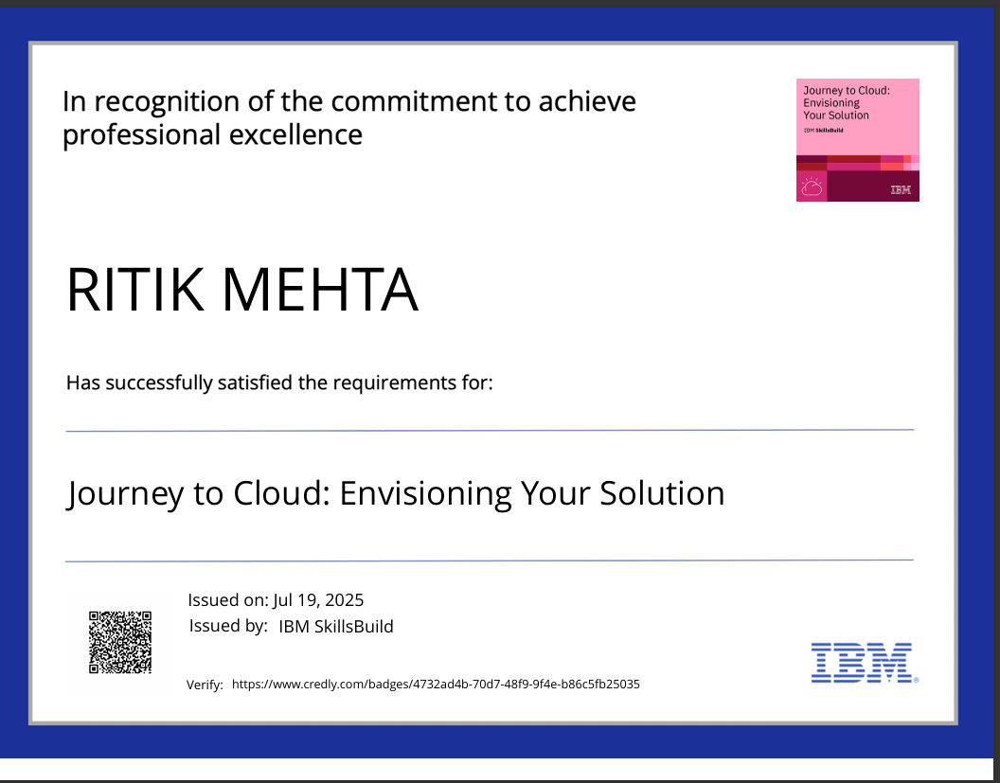 In recognition of the commitment to achieve
professional excellence
Journey to Cloud:
Envisioning
Your Solution
IBM SkillsBuild
IBM
RITIK MEHTA
Has successfully satisfied the requirements for:
Journey to Cloud: Envisioning Your Solution
Issued on: Jul 19, 2025
Issued by: IBM SkillsBuild
Verify: https://www.credly.com/badges/4732ad4b-70d7-48f9-9f4e-b86c5fb25035
IBM®